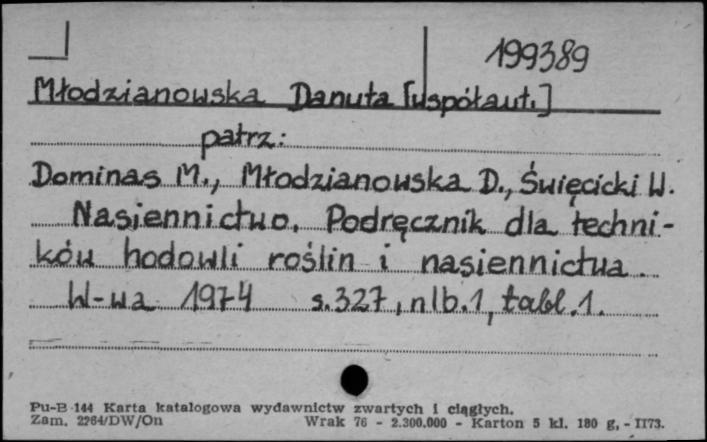 199389
Młodzianowska Danuta [współaut.]
patrz:
Dominas M., Młodzianowska D., Święcicki W.
Nasiennictwo. Podręcznik dla techni-
ków hodowli roślin i nasiennictwa.
W-wa 1974 s.327, nlb.1, tabl.1.
Pu-B 144 Karta katalogowa wydawnictw zwartych i ciągłych.
Zam. 2264/DW/On Wrak 76 - 2.300.000 - Karton 5 kl. 180 g, - II73.